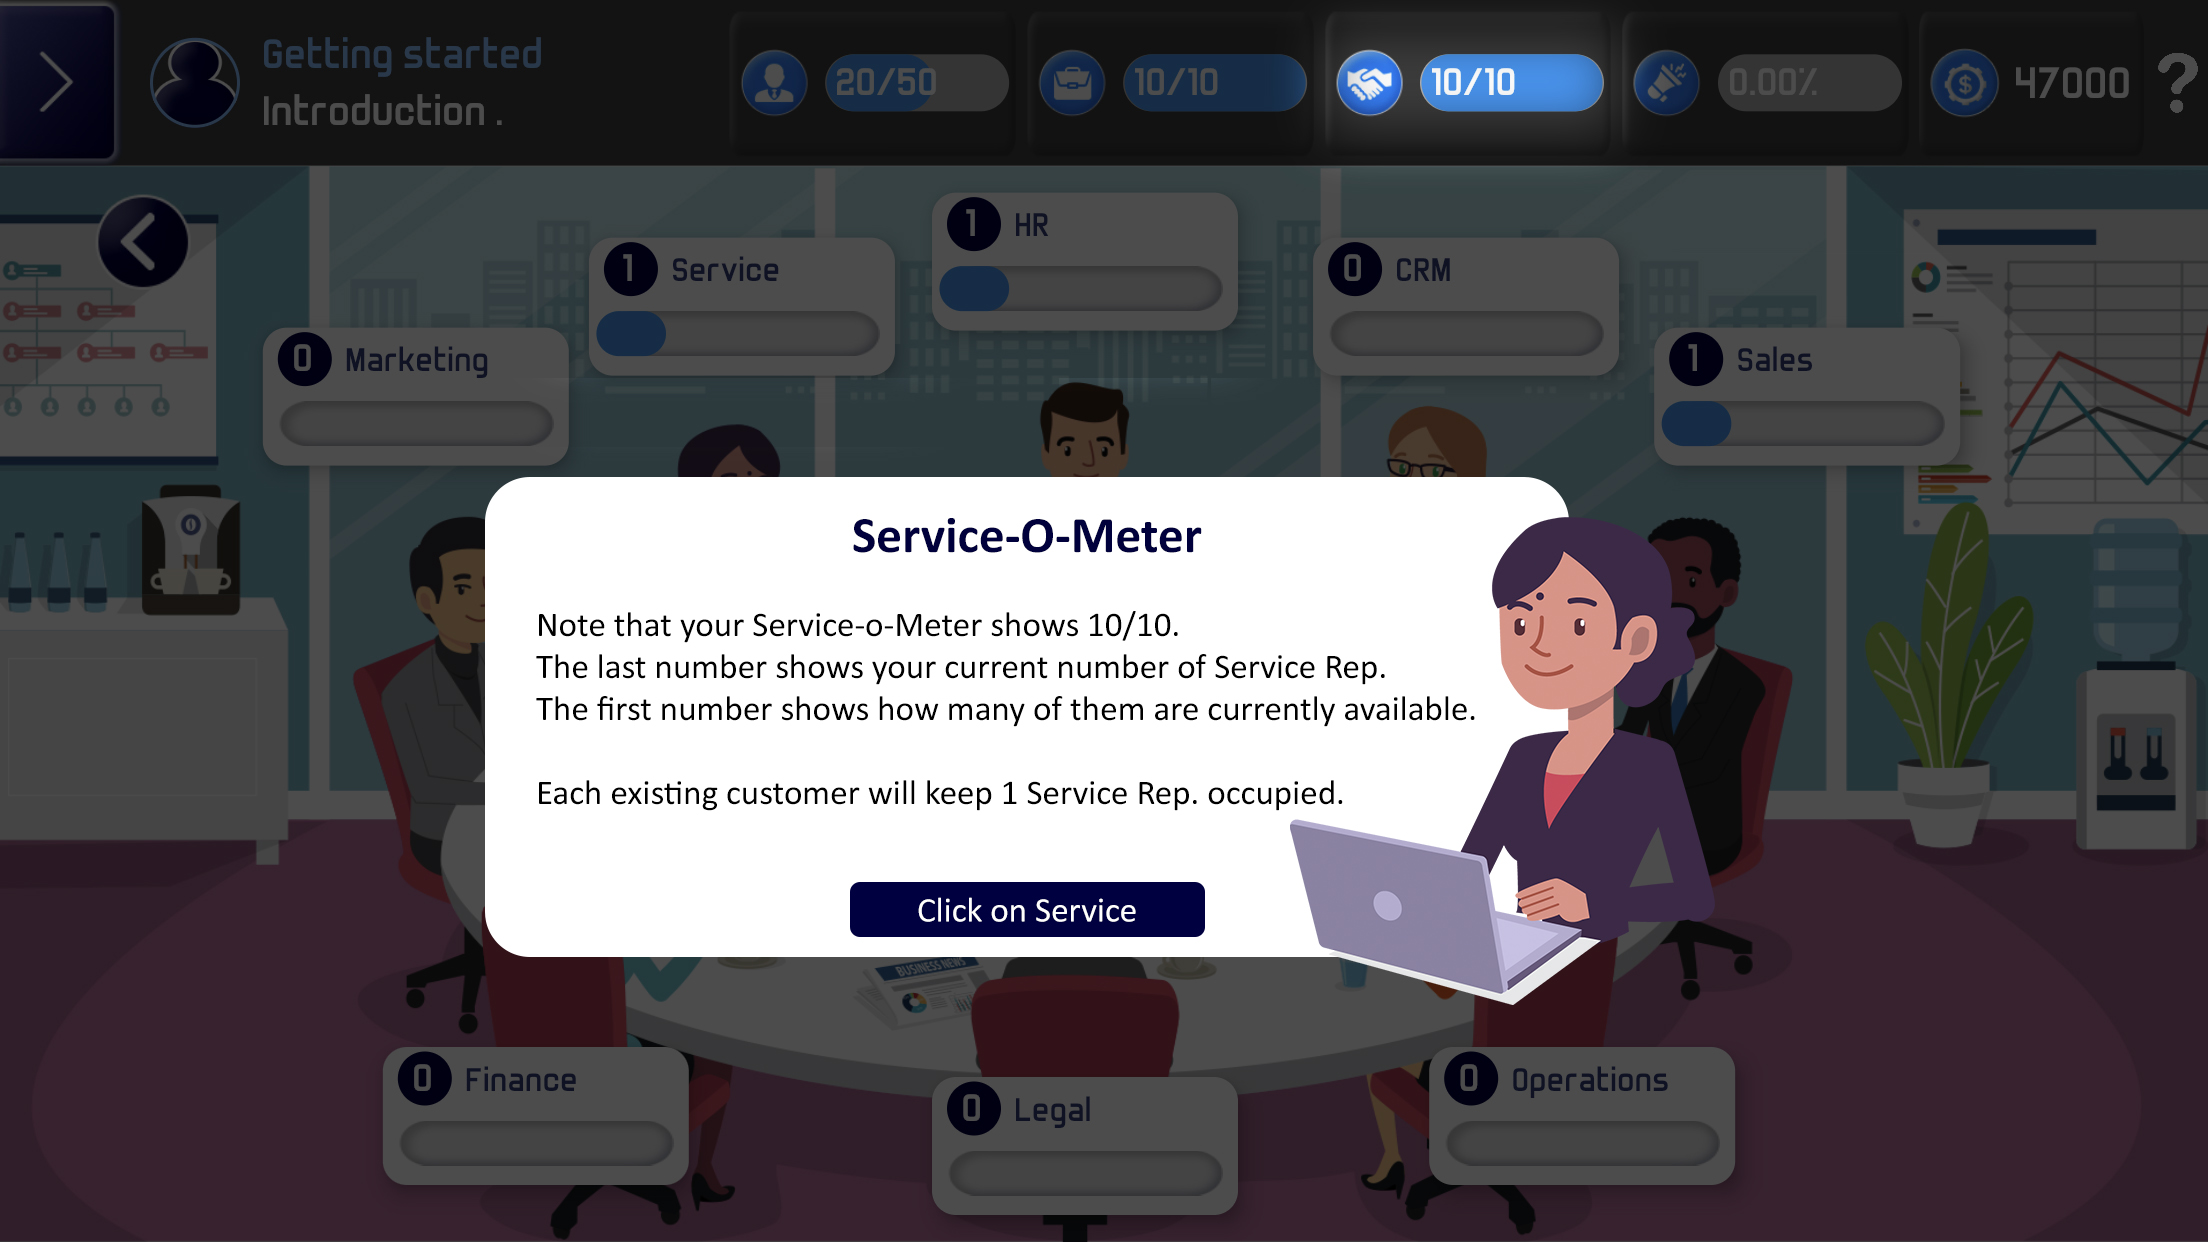 Getting started
Introduction .
20/50
10/10
10/10
0.00%
47000
?
1 HR
1 Service
0 CRM
0 Marketing
1 Sales
Service-O-Meter
Note that your Service-o-Meter shows 10/10.
The last number shows your current number of Service Rep.
The first number shows how many of them are currently available.
Each existing customer will keep 1 Service Rep. occupied.
Click on Service
BUSINESS NEWS
0 Finance
0 Legal
0 Operations